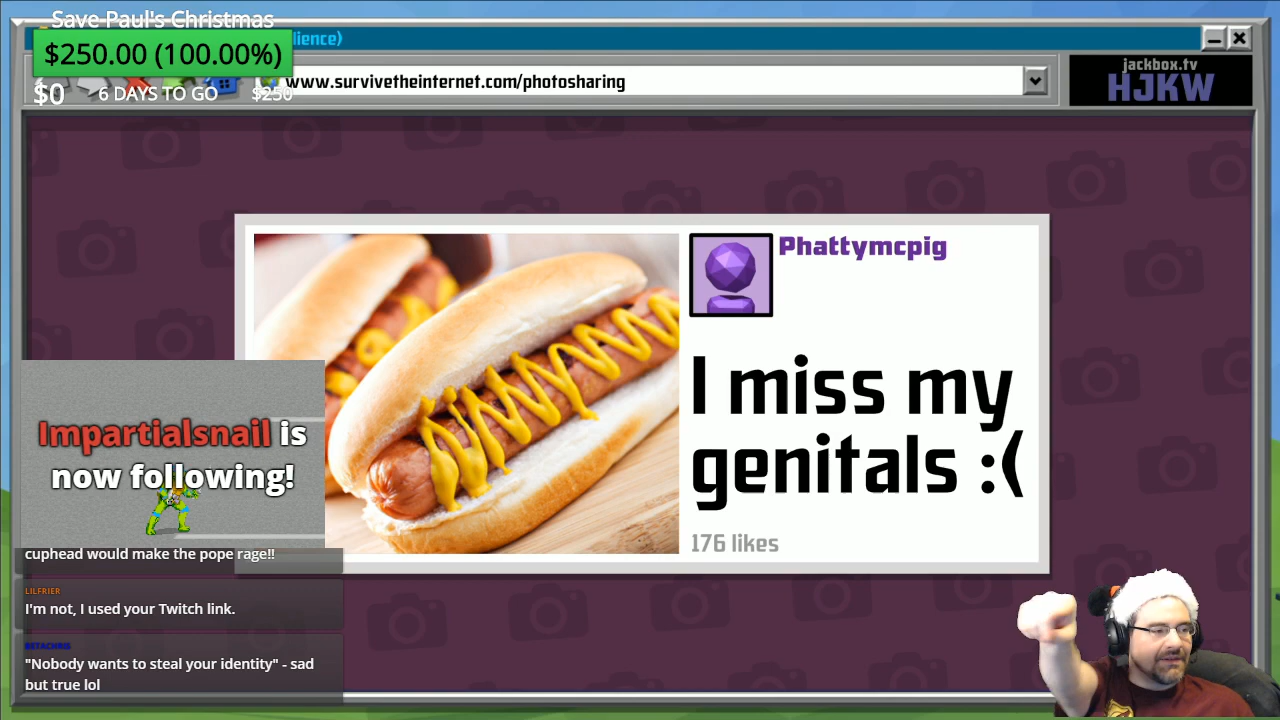 Save Paul's Christmas
$250.00 (100.00%)
$0 6 DAYS TO GO $250
lience)
www.survivetheinternet.com/photosharing
jackbox.tv
HJKW
Phattymcpig
I miss my
genitals :(
176 likes
Impartialsnail is
now following!
cuphead would make the pope rage!!
LILFRIER
I'm not, I used your Twitch link.
BETACHRIS
"Nobody wants to steal your identity" - sad
but true lol